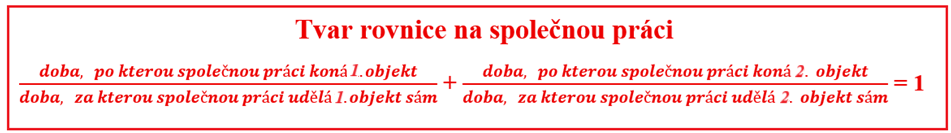 Tvar rovnice na společnou práci
doba, po kterou společnou práci koná 1.objekt / doba, za kterou společnou práci udělá 1.objekt sám + doba, po kterou společnou práci koná 2. objekt / doba, za kterou společnou práci udělá 2. objekt sám = 1